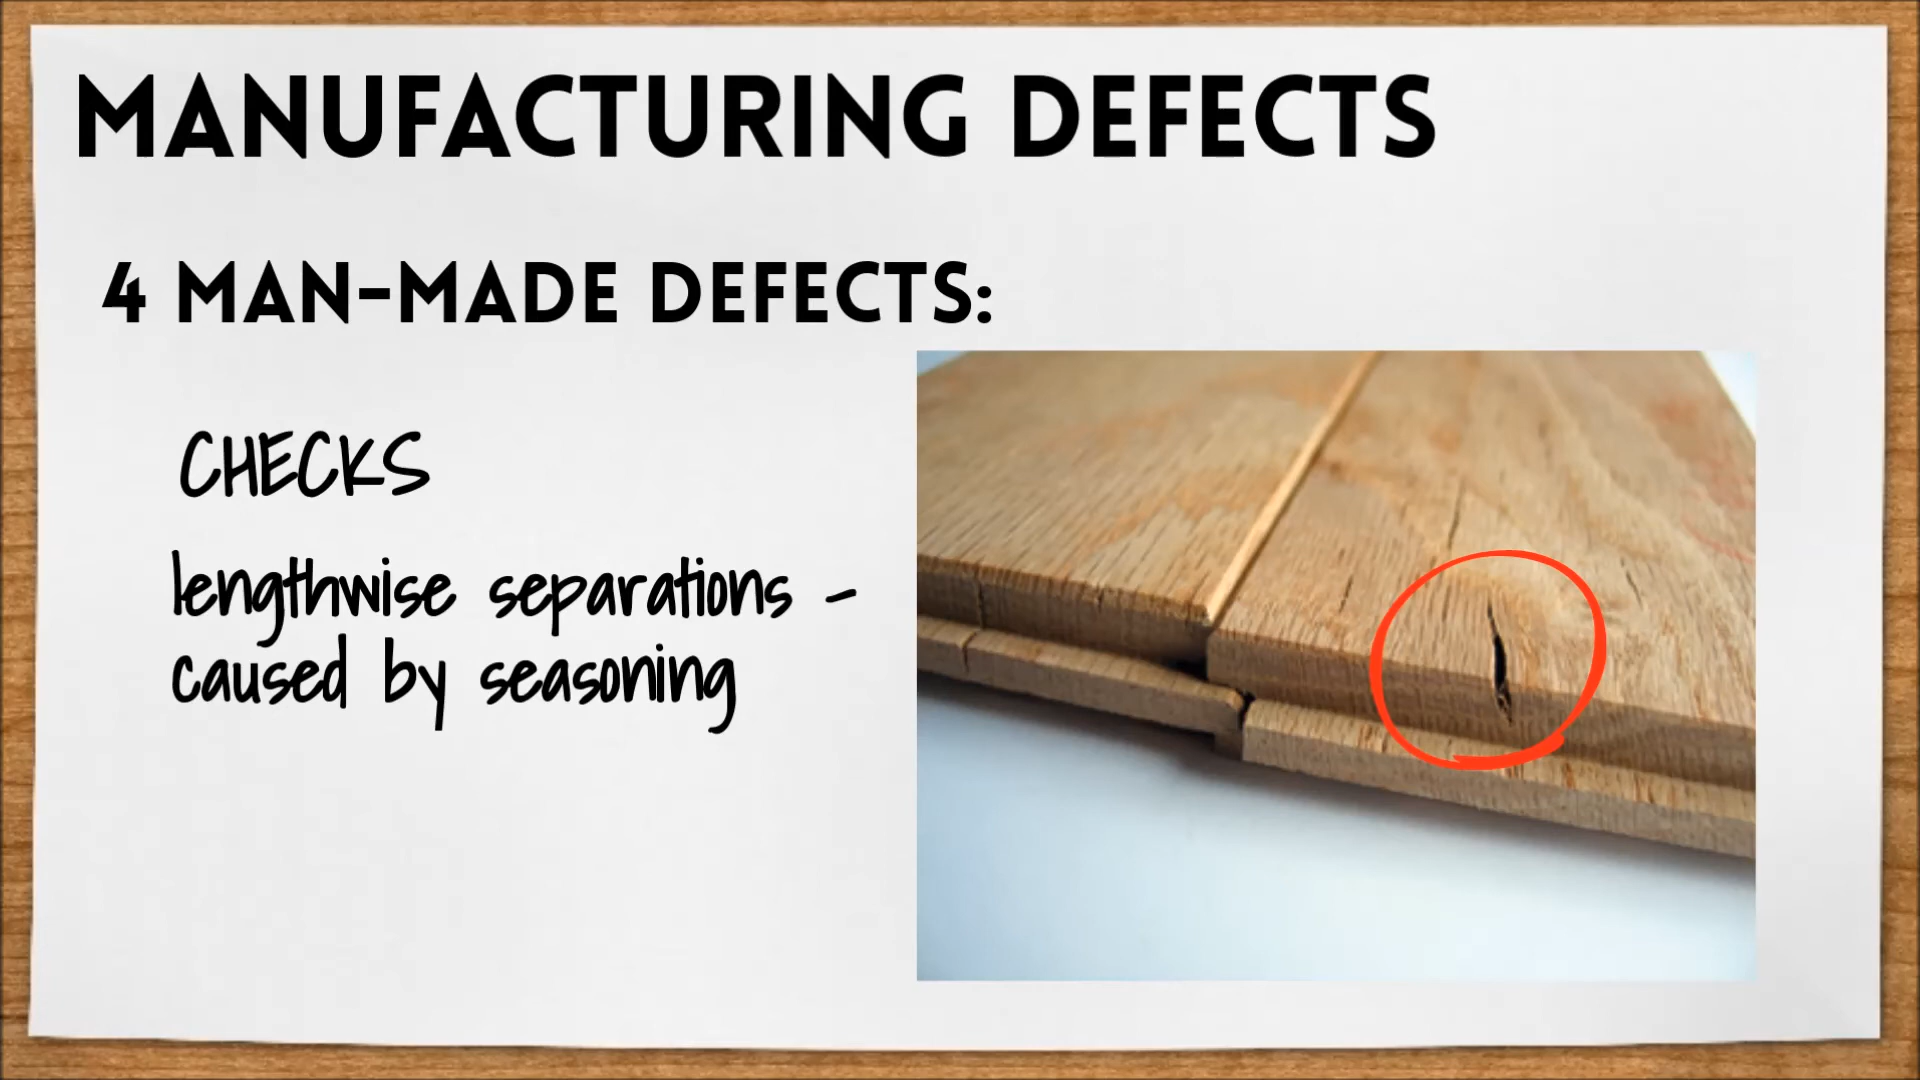 MANUFACTURING DEFECTS
4 MAN-MADE DEFECTS:
CHECKS
lengthwise separations -
caused by seasoning